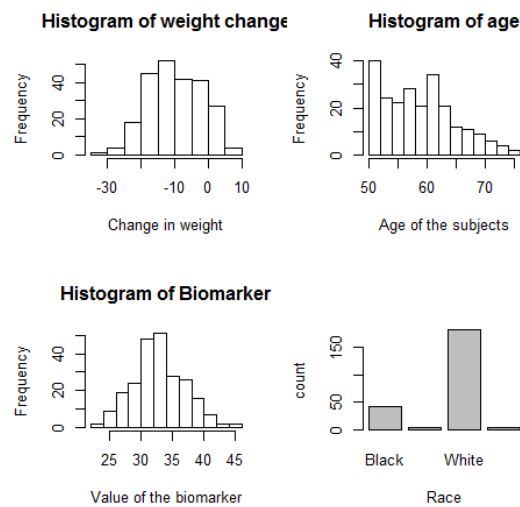 Histogram of weight change
Frequency
0
20
40
-30
-10
0
10
Change in weight
Histogram of age
Frequency
0
20
40
50
60
70
Age of the subjects
Histogram of Biomarker
Frequency
0
20
40
25
30
35
40
45
Value of the biomarker
count
0
50
150
Black
White
Race